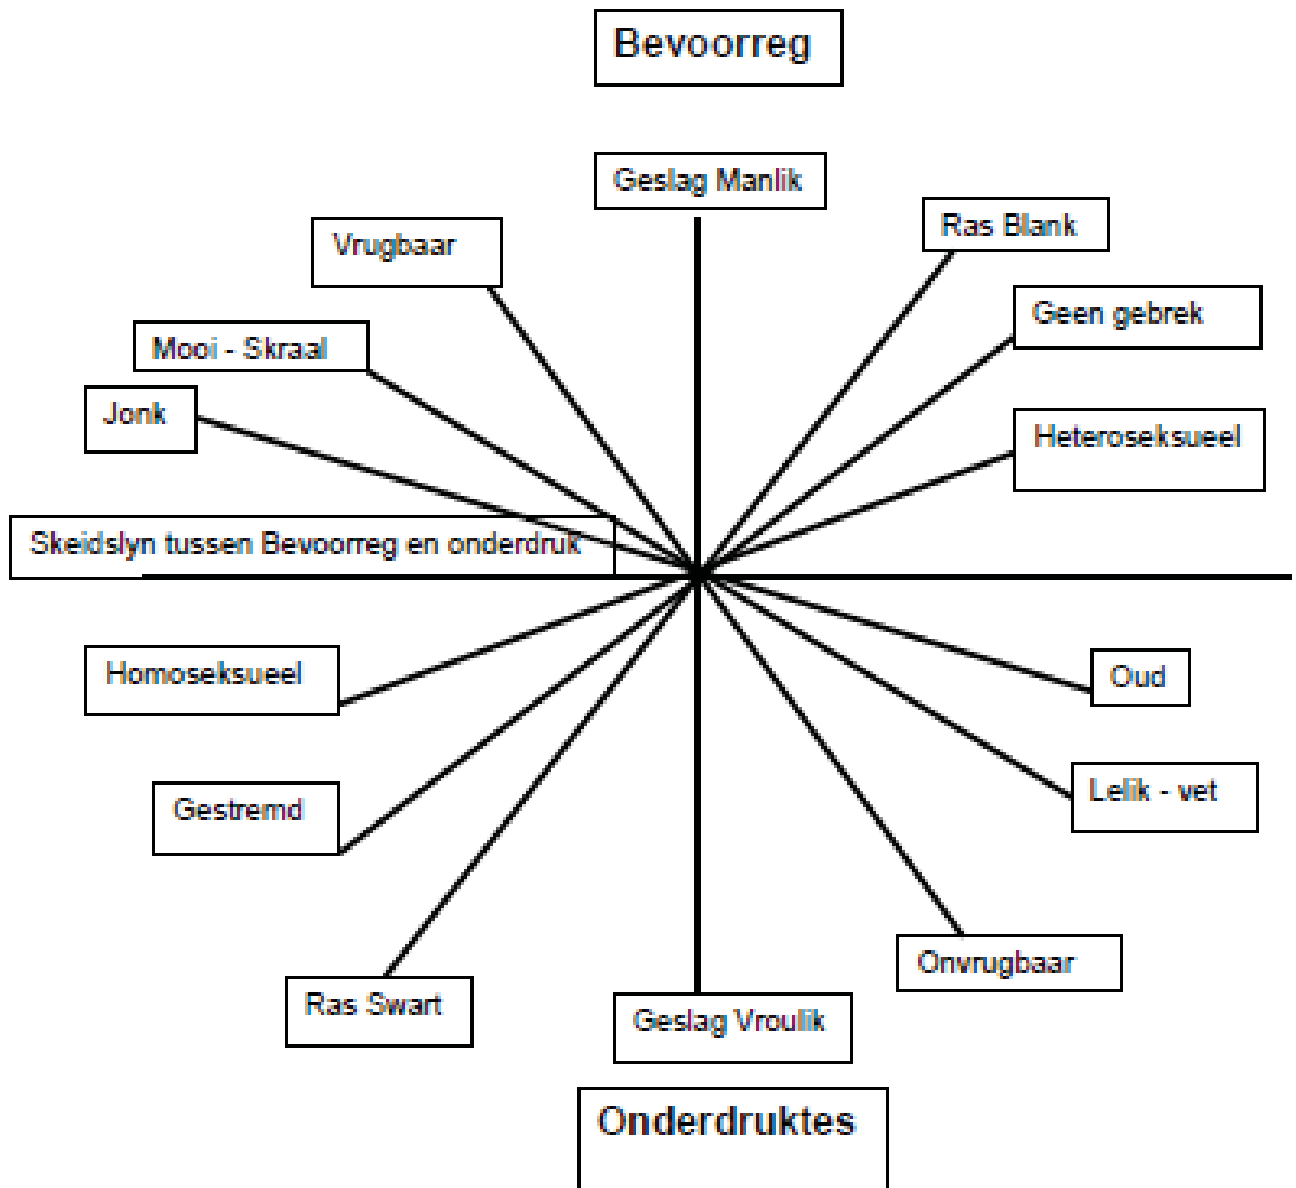 Bevoorreg
Geslag Manlik
Ras Blank
Vrugbaar
Geen gebrek
Mooi - Skraal
Jonk
Heteroseksueel
Skeidslyn tussen Bevoorreg en onderdruk
Homoseksueel
Oud
Lelik - vet
Gestremd
Onvrugbaar
Ras Swart
Geslag Vroulik
Onderdruktes